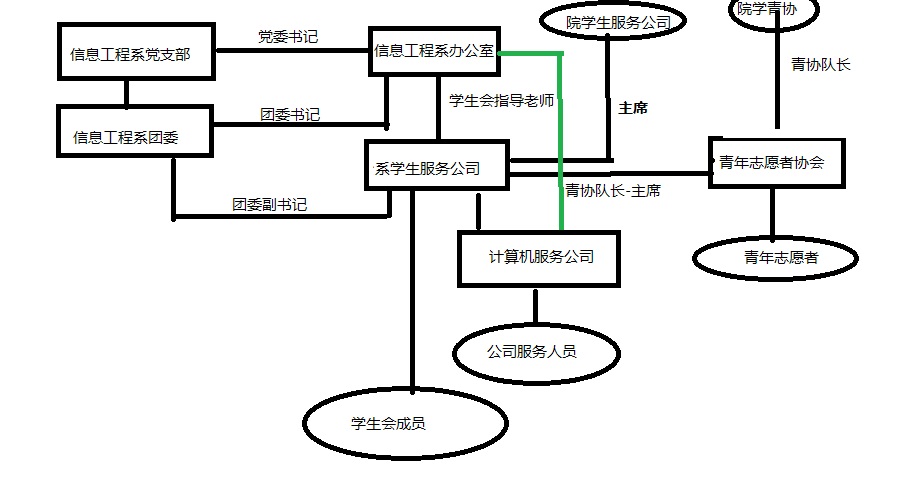 院学青协
院学生服务公司
党委书记
信息工程系党支部
信息工程系办公室
青协队长
学生会指导老师
主席
团委书记
信息工程系团委
青年志愿者协会
系学生服务公司
青协队长-主席
团委副书记
计算机服务公司
青年志愿者
公司服务人员
学生会成员